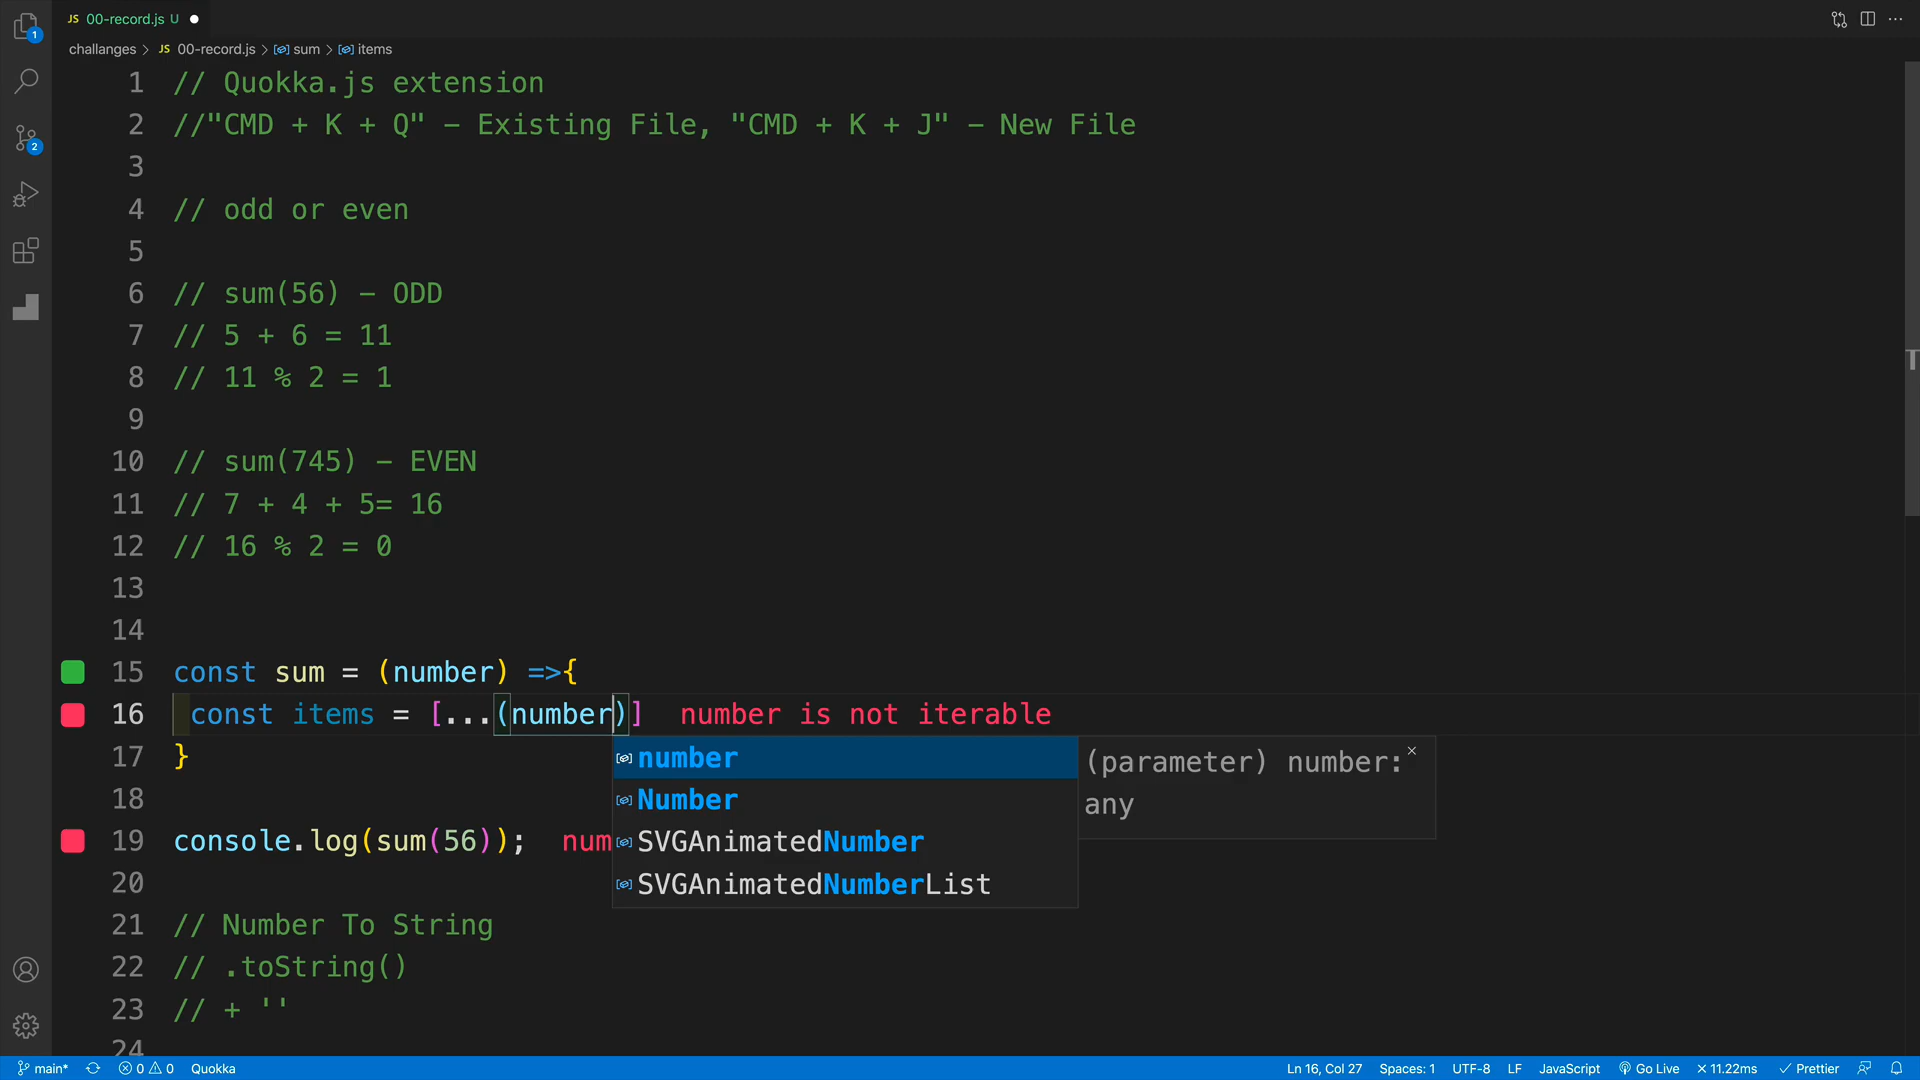 JS 00-record.js U
challanges > JS 00-record.js > sum > items
1 // Quokka.js extension
2 //"CMD + K + Q" - Existing File, "CMD + K + J" - New File
3
4 // odd or even
5
6 // sum(56) - ODD
7 // 5 + 6 = 11
8 // 11 % 2 = 1
9
10 // sum(745) - EVEN
11 // 7 + 4 + 5= 16
12 // 16 % 2 = 0
13
14
15 const sum = (number) =>{
16 const items = [...(number)] number is not iterable
17 }
number
(parameter) number: any
18
Number
19 console.log(sum(56)); num
SVGAnimatedNumber
20
SVGAnimatedNumberList
21 // Number To String
22 // .toString()
23 // + ''
24
1
2
T
main* 0 0 Quokka
Ln 16, Col 27 Spaces: 1 UTF-8 LF JavaScript Go Live × 11.22ms Prettier